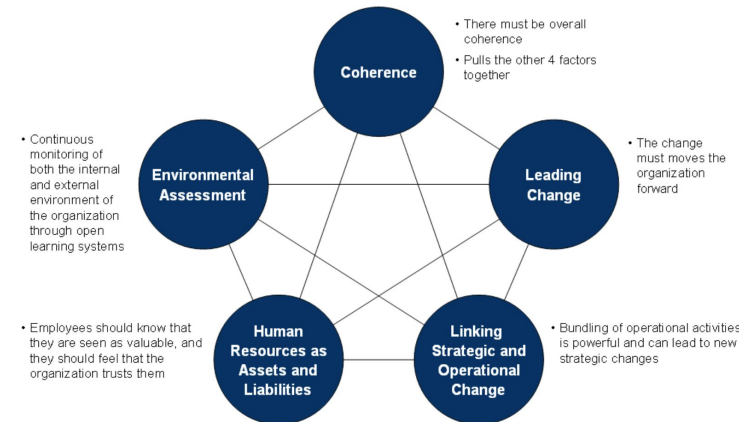 Coherence
• There must be overall
coherence
• Pulls the other 4 factors
together
Environmental
Assessment
• Continuous
monitoring of
both the internal
and external
environment of
the organization
through open
learning systems
Leading
Change
• The change
must moves the
organization
forward
Human
Resources as
Assets and
Liabilities
• Employees should know that
they are seen as valuable, and
they should feel that the
organization trusts them
Linking
Strategic and
Operational
Change
• Bundling of operational activities
is powerful and can lead to new
strategic changes